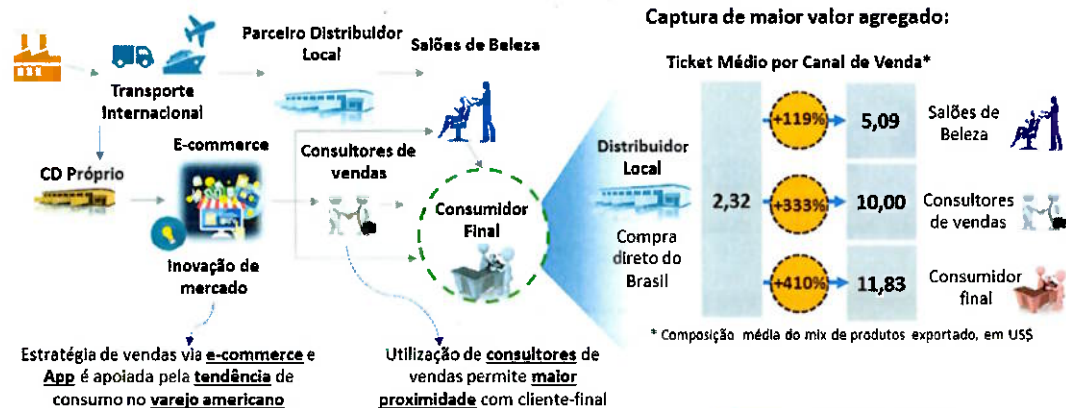 Parceiro Distribuidor
Local
Salões de Beleza
Transporte
Internacional
E-commerce
CD Próprio
Consultores de
vendas
Consumidor
Final
Inovação de
mercado
Estratégia de vendas via e-commerce e
App é apoiada pela tendência de
consumo no varejo americano
Utilização de consultores de
vendas permite maior
proximidade com cliente-final
Captura de maior valor agregado:
Ticket Médio por Canal de Venda*
Distribuidor
Local
Compra
direto do
Brasil
2,32
+119%
5,09
Salões de
Beleza
+333%
10,00
Consultores
de vendas
+410%
11,83
Consumidor
final
* Composição média do mix de produtos exportado, em US$